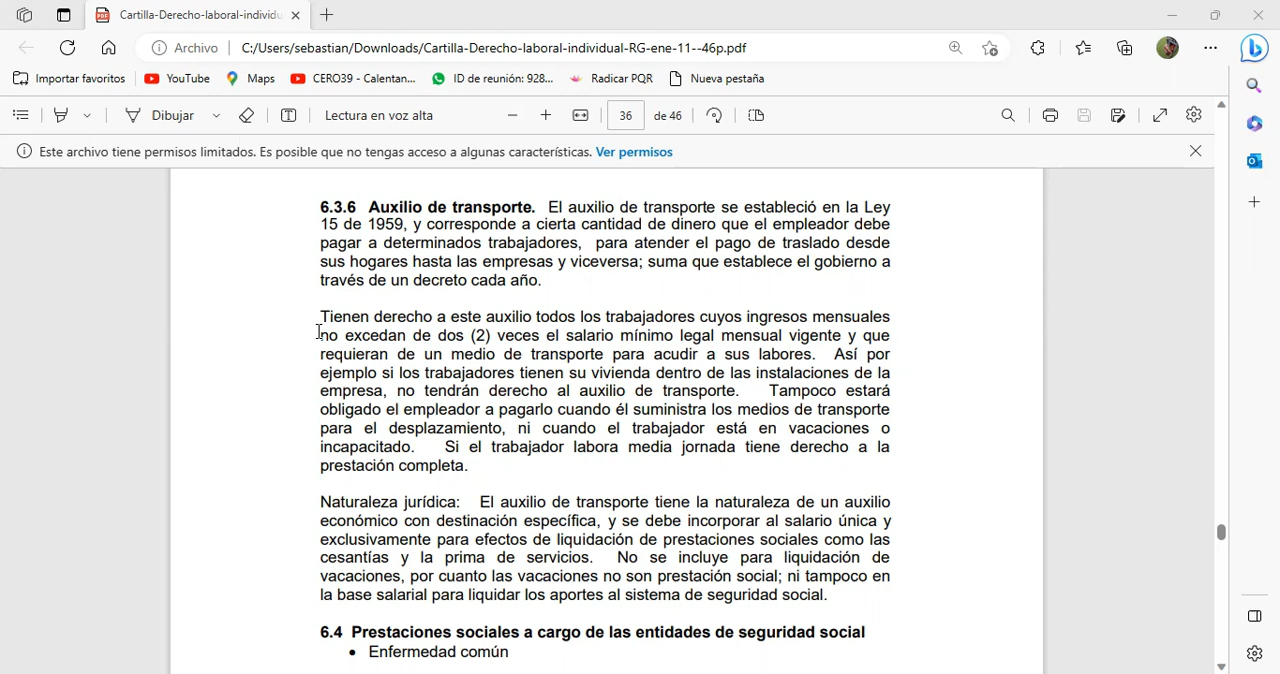 Cartilla-Derecho-laboral-individu
Archivo C:/Users/sebastian/Downloads/Cartilla-Derecho-laboral-individual-RG-ene-11--46p.pdf
Importar favoritos YouTube Maps CERO39 - Calentan... ID de reunión: 928... Radicar PQR Nueva pestaña
Dibujar Lectura en voz alta 36 de 46
Este archivo tiene permisos limitados. Es posible que no tengas acceso a algunas características. Ver permisos
6.3.6 Auxilio de transporte. El auxilio de transporte se estableció en la Ley
15 de 1959, y corresponde a cierta cantidad de dinero que el empleador debe
pagar a determinados trabajadores, para atender el pago de traslado desde
sus hogares hasta las empresas y viceversa; suma que establece el gobierno a
través de un decreto cada año.
Tienen derecho a este auxilio todos los trabajadores cuyos ingresos mensuales
no excedan de dos (2) veces el salario mínimo legal mensual vigente y que
requieran de un medio de transporte para acudir a sus labores. Así por
ejemplo si los trabajadores tienen su vivienda dentro de las instalaciones de la
empresa, no tendrán derecho al auxilio de transporte. Tampoco estará
obligado el empleador a pagarlo cuando él suministra los medios de transporte
para el desplazamiento, ni cuando el trabajador está en vacaciones o
incapacitado. Si el trabajador labora media jornada tiene derecho a la
prestación completa.
Naturaleza jurídica: El auxilio de transporte tiene la naturaleza de un auxilio
económico con destinación específica, y se debe incorporar al salario única y
exclusivamente para efectos de liquidación de prestaciones sociales como las
cesantías y la prima de servicios. No se incluye para liquidación de
vacaciones, por cuanto las vacaciones no son prestación social; ni tampoco en
la base salarial para liquidar los aportes al sistema de seguridad social.
6.4 Prestaciones sociales a cargo de las entidades de seguridad social
• Enfermedad común